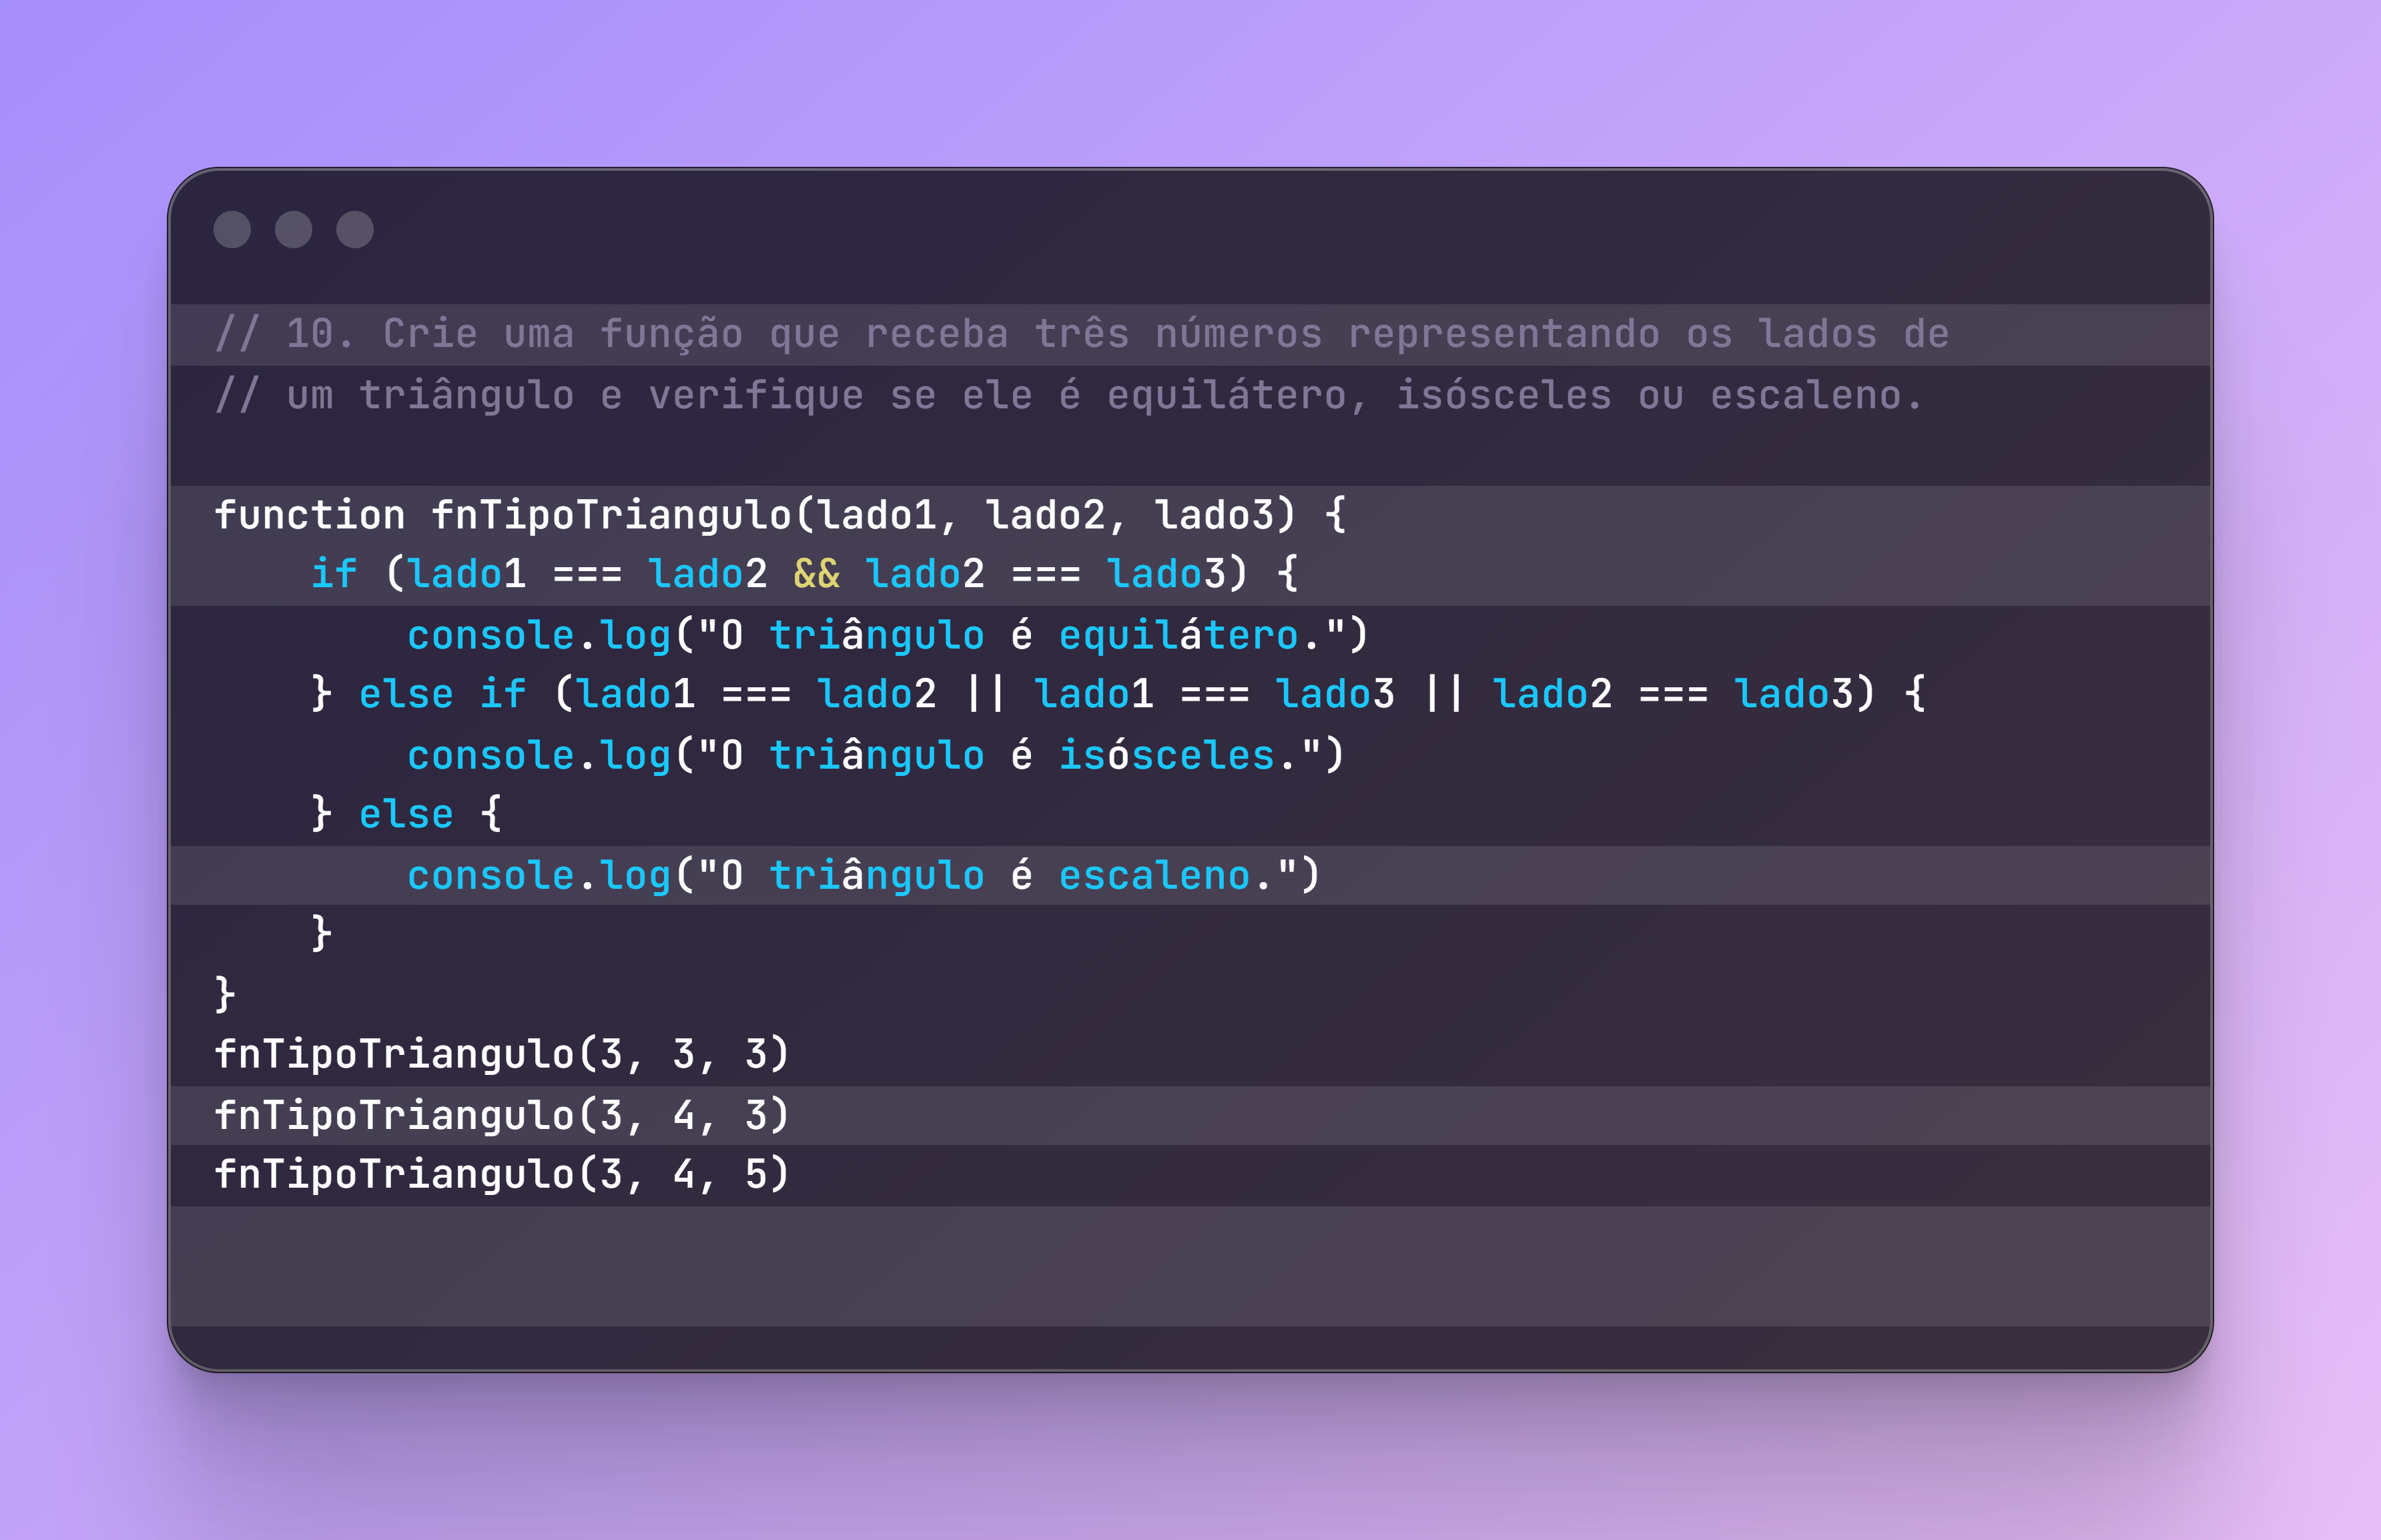 // 10. Crie uma função que receba três números representando os lados de
// um triângulo e verifique se ele é equilátero, isósceles ou escaleno.
function fnTipoTriangulo(lado1, lado2, lado3) {
    if (lado1 === lado2 && lado2 === lado3) {
        console.log("O triângulo é equilátero.")
    } else if (lado1 === lado2 || lado1 === lado3 || lado2 === lado3) {
        console.log("O triângulo é isósceles.")
    } else {
        console.log("O triângulo é escaleno.")
    }
}
fnTipoTriangulo(3, 3, 3)
fnTipoTriangulo(3, 4, 3)
fnTipoTriangulo(3, 4, 5)